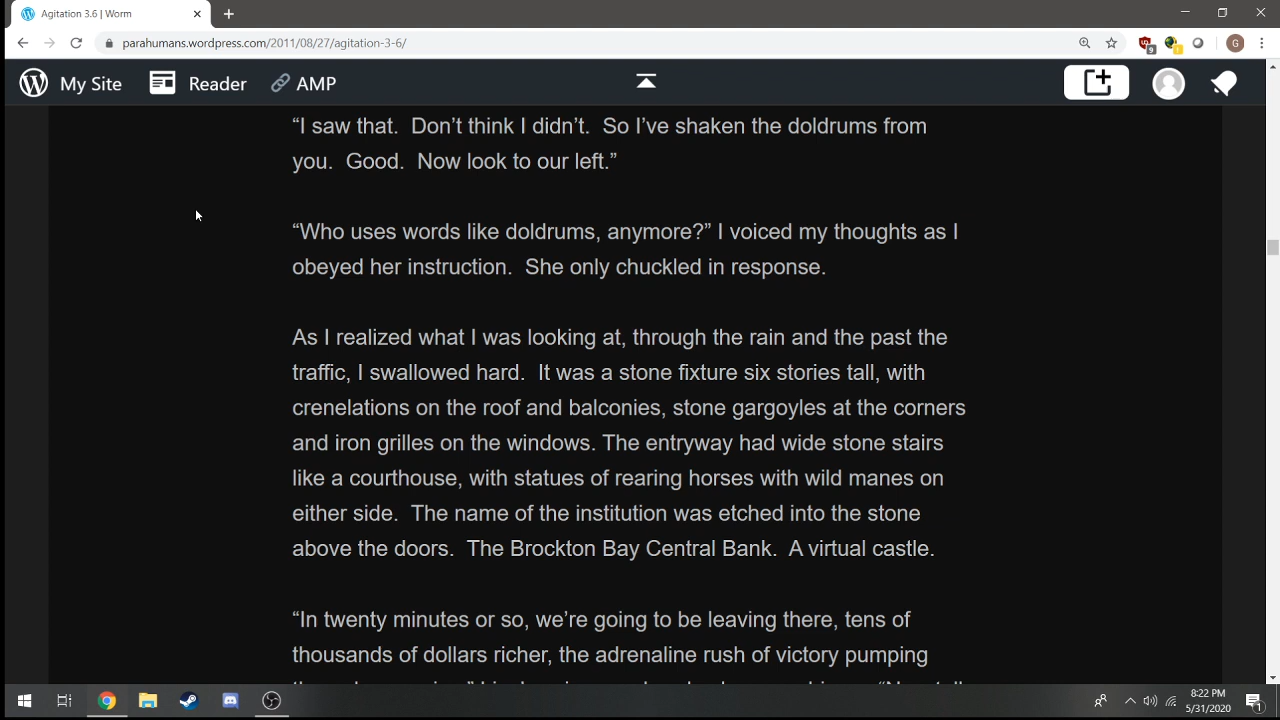 Agitation 3.6 | Worm
parahumans.wordpress.com/2011/08/27/agitation-3-6/
9
G
My Site
Reader
AMP
“I saw that.  Don’t think I didn’t.  So I’ve shaken the doldrums from
you.  Good.  Now look to our left.”
“Who uses words like doldrums, anymore?” I voiced my thoughts as I
obeyed her instruction.  She only chuckled in response.
As I realized what I was looking at, through the rain and the past the
traffic, I swallowed hard.  It was a stone fixture six stories tall, with
crenelations on the roof and balconies, stone gargoyles at the corners
and iron grilles on the windows. The entryway had wide stone stairs
like a courthouse, with statues of rearing horses with wild manes on
either side.  The name of the institution was etched into the stone
above the doors.  The Brockton Bay Central Bank.  A virtual castle.
“In twenty minutes or so, we’re going to be leaving there, tens of
thousands of dollars richer, the adrenaline rush of victory pumping
8:22 PM
5/31/2020
1